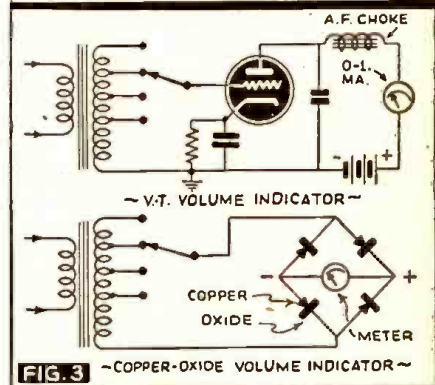 A.F. CHOKE
0-1.
MA.
- +
~V.T. VOLUME INDICATOR~
- +
COPPER
OXIDE
METER
FIG. 3 ~COPPER-OXIDE VOLUME INDICATOR~